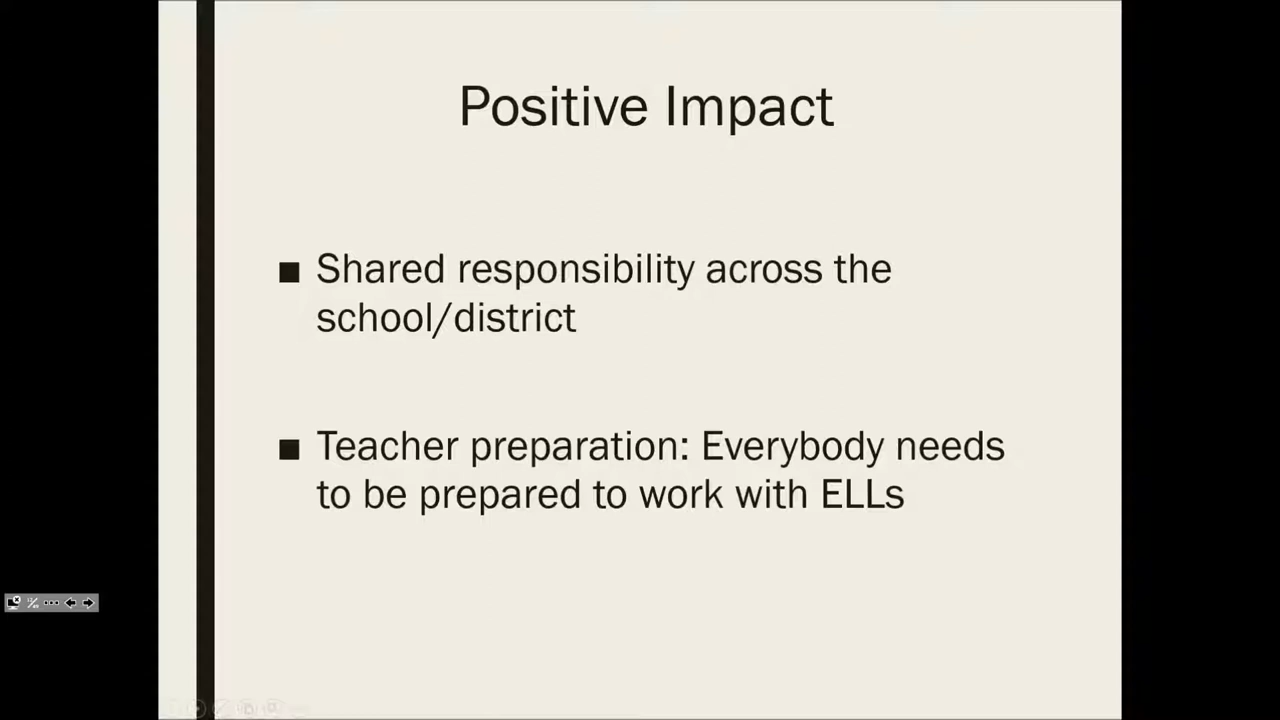 Positive Impact
■ Shared responsibility across the
school/district
■ Teacher preparation: Everybody needs
to be prepared to work with ELLs